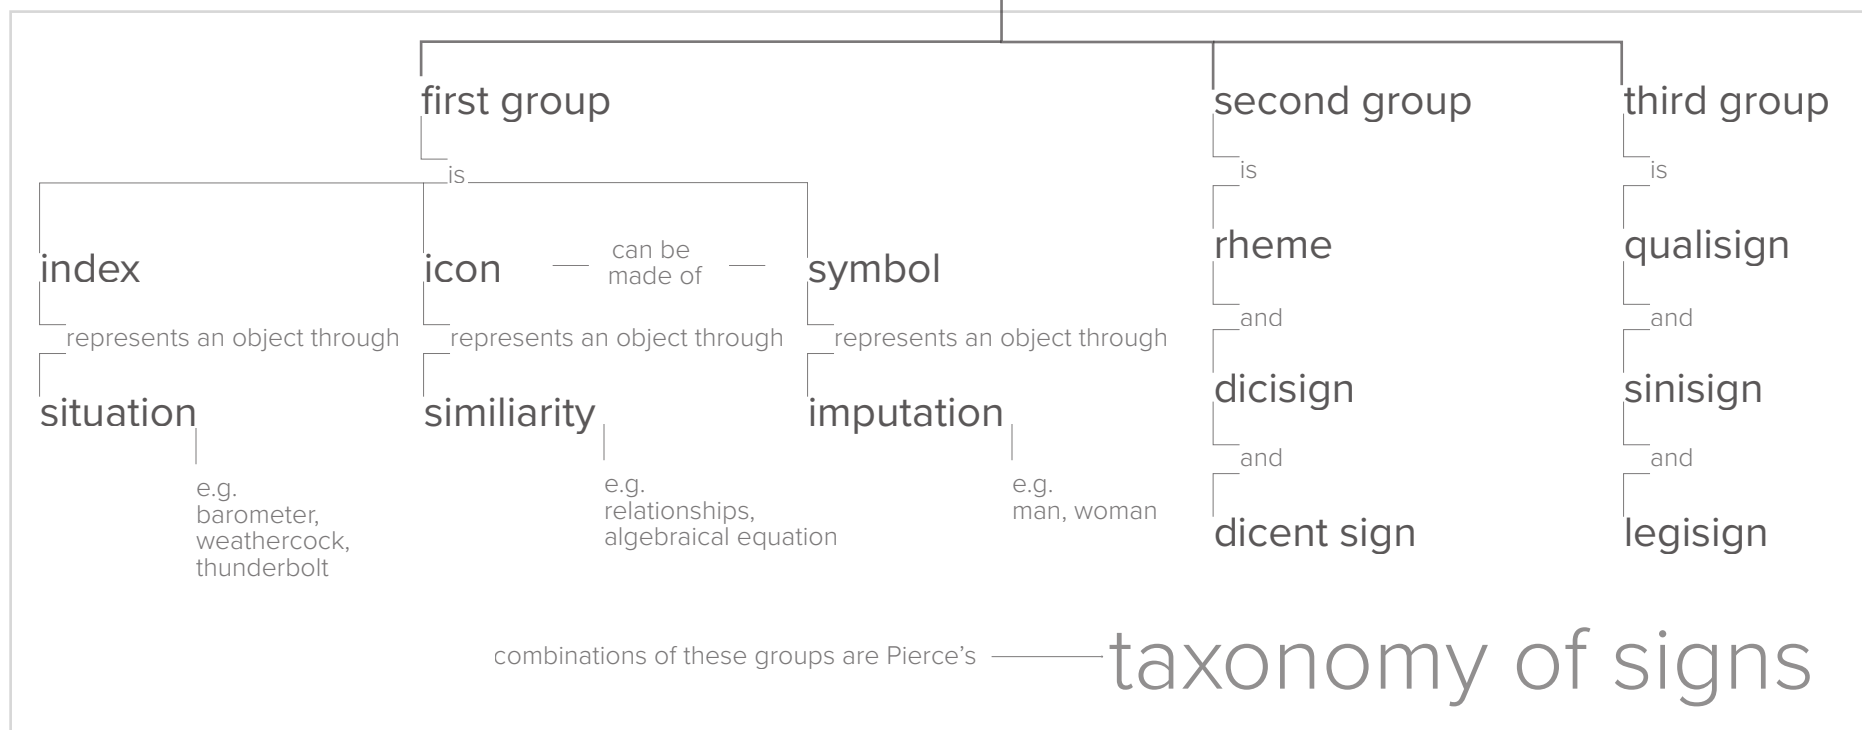 first group
is
index
icon
can be
made of
symbol
represents an object through
represents an object through
represents an object through
situation
similiarity
imputation
e.g.
barometer,
weathercock,
thunderbolt
e.g.
relationships,
algebraical equation
e.g.
man, woman
second group
is
rheme
and
dicisign
and
dicent sign
third group
is
qualisign
and
sinisign
and
legisign
combinations of these groups are Pierce's
taxonomy of signs